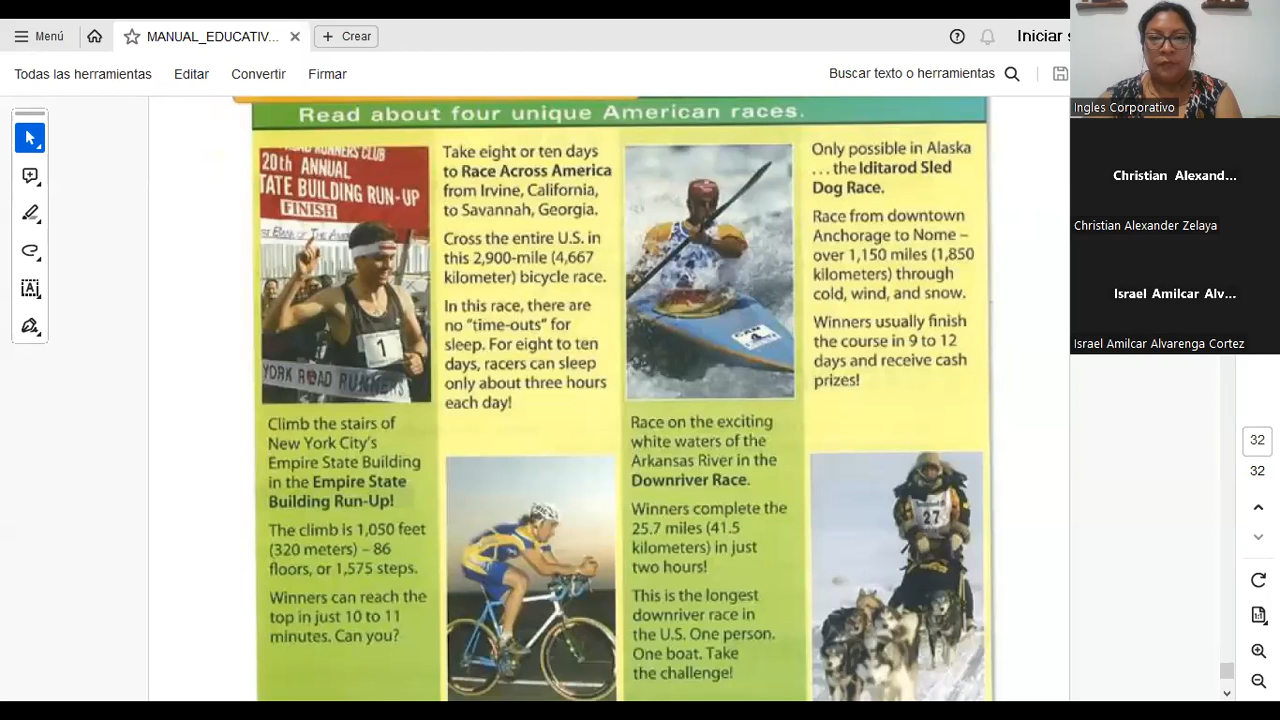 Menú
MANUAL_EDUCATIV...
Crear
Iniciar s
Todas las herramientas
Editar
Convertir
Firmar
Buscar texto o herramientas
Read about four unique American races.
RUNNERS CLUB
20th ANNUAL
TATE BUILDING RUN-UP
FINISH
1
YORK ROAD RUNNERS
Climb the stairs of
New York City's
Empire State Building
in the Empire State
Building Run-Up!
The climb is 1,050 feet
(320 meters) – 86
floors, or 1,575 steps.
Winners can reach the
top in just 10 to 11
minutes. Can you?
Take eight or ten days
to Race Across America
from Irvine, California,
to Savannah, Georgia.
Cross the entire U.S. in
this 2,900-mile (4,667
kilometer) bicycle race.
In this race, there are
no "time-outs" for
sleep. For eight to ten
days, racers can sleep
only about three hours
each day!
Race on the exciting
white waters of the
Arkansas River in the
Downriver Race.
Winners complete the
25.7 miles (41.5
kilometers) in just
two hours!
This is the longest
downriver race in
the U.S. One person.
One boat. Take
the challenge!
Only possible in Alaska
. . . the Iditarod Sled
Dog Race.
Race from downtown
Anchorage to Nome –
over 1,150 miles (1,850
kilometers) through
cold, wind, and snow.
Winners usually finish
the course in 9 to 12
days and receive cash
prizes!
27
Ingles Corporativo
Christian Alexand...
Christian Alexander Zelaya
Israel Amilcar Alv...
Israel Amilcar Alvarenga Cortez
32
32